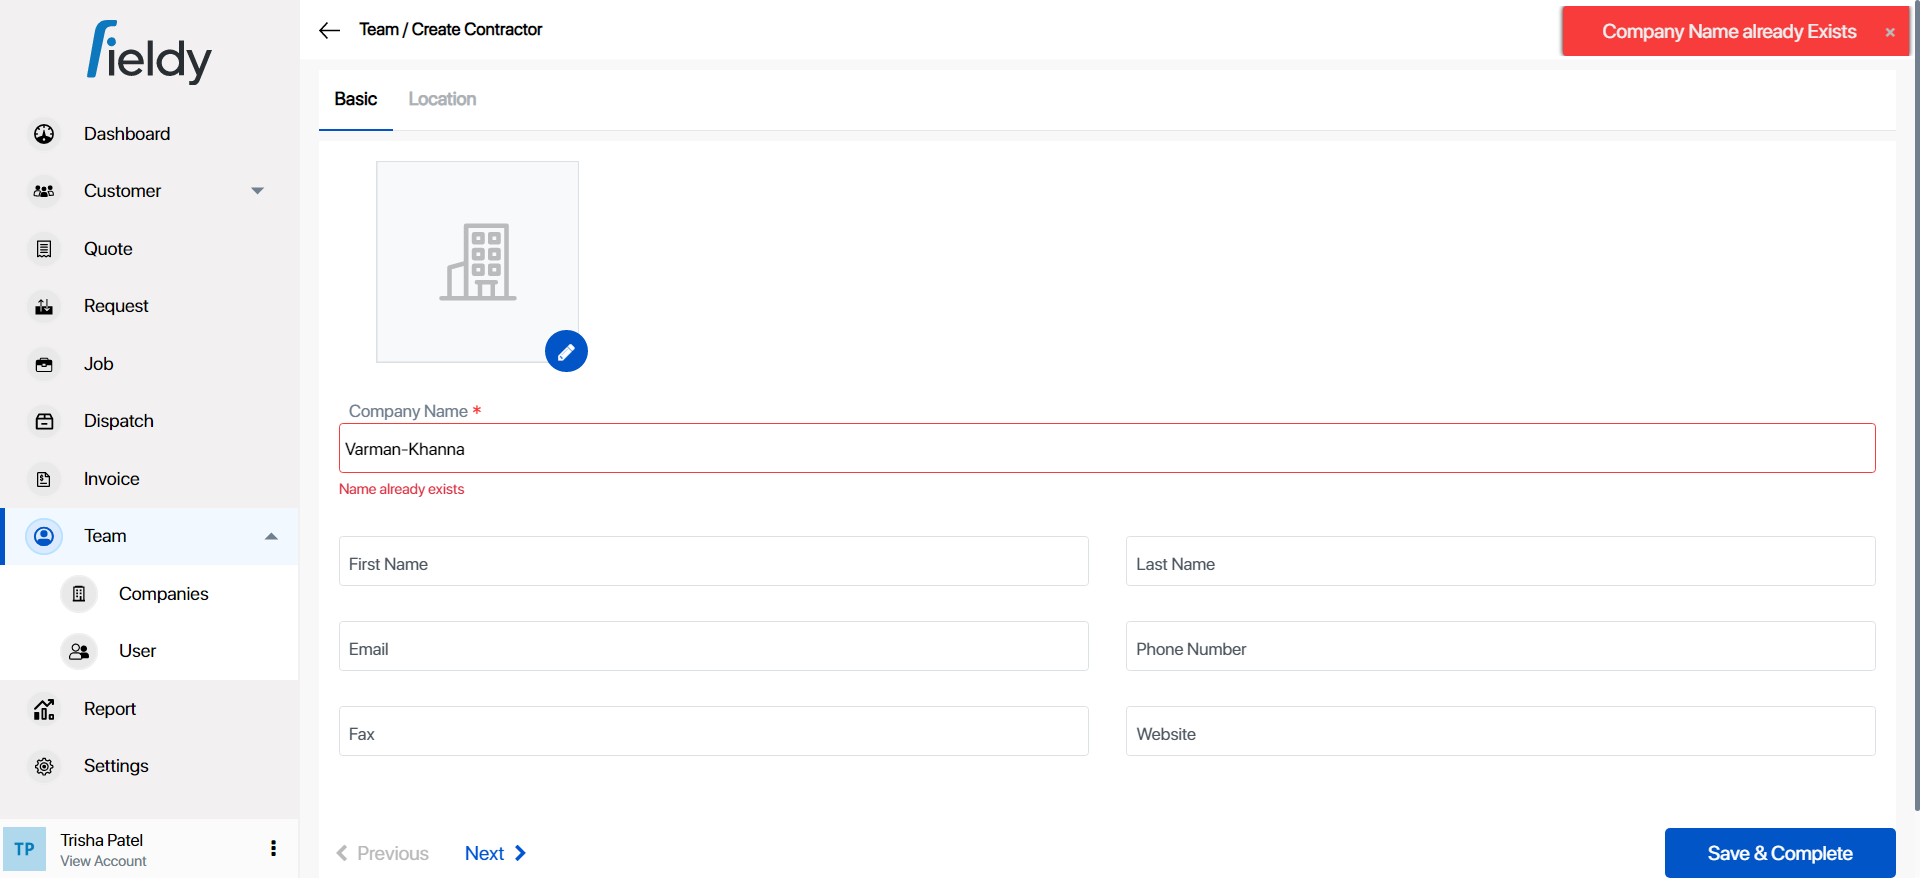 fieldy
Dashboard
Customer
Quote
Request
Job
Dispatch
Invoice
Team
Companies
User
Report
Settings
TP
Trisha Patel
View Account
Team / Create Contractor
Company Name already Exists ×
Basic Location
Company Name *
Varman-Khanna
Name already exists
First Name Last Name
Email Phone Number
Fax Website
Previous Next Save & Complete